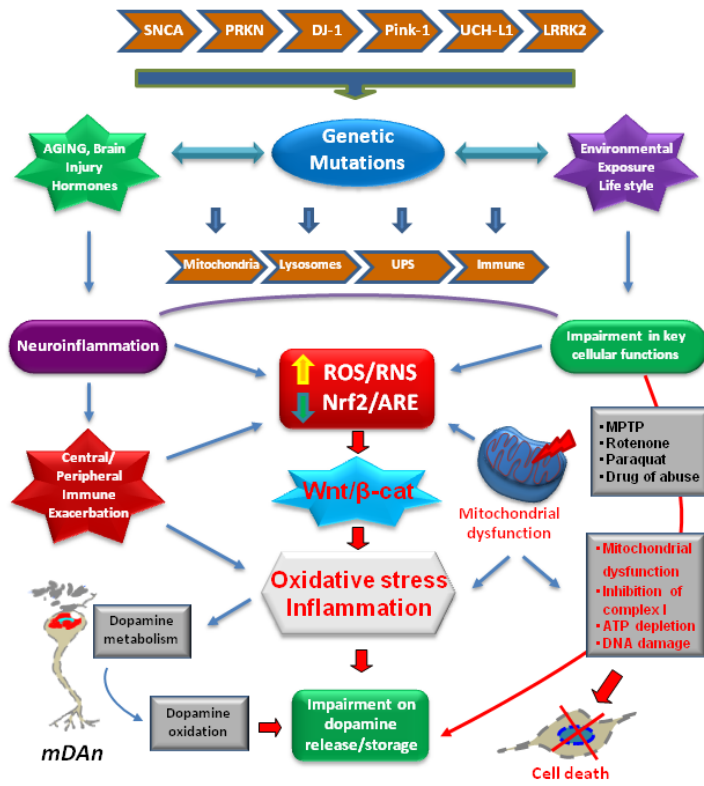 SNCA
PRKN
DJ-1
Pink-1
UCH-L1
LRRK2
AGING, Brain
Injury
Hormones
Genetic
Mutations
Environmental
Exposure
Life style
Mitochondria
Lysosomes
UPS
Immune
Neuroinflammation
ROS/RNS
Nrf2/ARE
Impairment in key
cellular functions
▪ MPTP
▪ Rotenone
▪ Paraquat
▪ Drug of abuse
Central/
Peripheral
Immune
Exacerbation
Wnt/β-cat
Mitochondrial
dysfunction
Oxidative stress
Inflammation
▪ Mitochondrial
dysfunction
▪ Inhibition of
complex I
▪ ATP depletion
▪ DNA damage
Dopamine
metabolism
Dopamine
oxidation
Impairment on
dopamine
release/storage
mDAn
Cell death